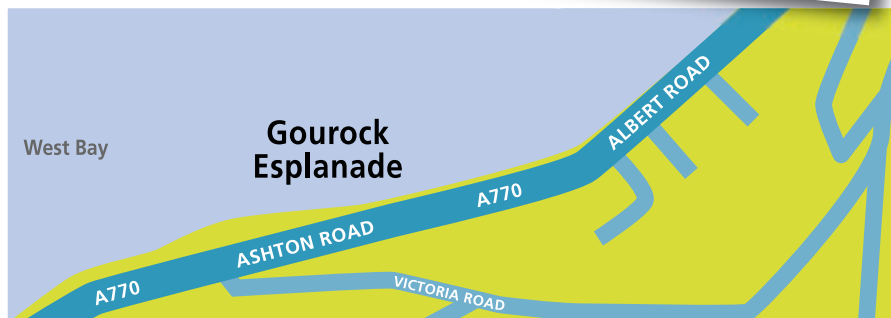 West Bay
Gourock
Esplanade
ALBERT ROAD
A770
ASHTON ROAD
A770
VICTORIA ROAD